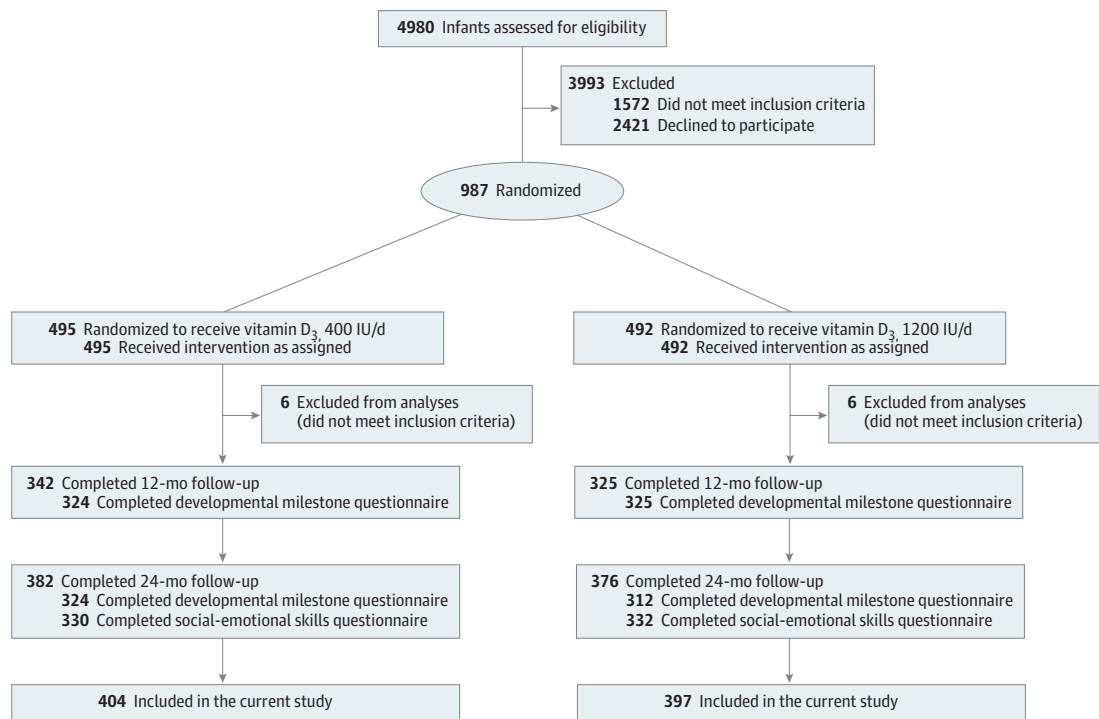 4980 Infants assessed for eligibility
3993 Excluded
1572 Did not meet inclusion criteria
2421 Declined to participate
987 Randomized
495 Randomized to receive vitamin D3, 400 IU/d
495 Received intervention as assigned
492 Randomized to receive vitamin D3, 1200 IU/d
492 Received intervention as assigned
6 Excluded from analyses
(did not meet inclusion criteria)
6 Excluded from analyses
(did not meet inclusion criteria)
342 Completed 12-mo follow-up
324 Completed developmental milestone questionnaire
325 Completed 12-mo follow-up
325 Completed developmental milestone questionnaire
382 Completed 24-mo follow-up
324 Completed developmental milestone questionnaire
330 Completed social-emotional skills questionnaire
376 Completed 24-mo follow-up
312 Completed developmental milestone questionnaire
332 Completed social-emotional skills questionnaire
404 Included in the current study
397 Included in the current study